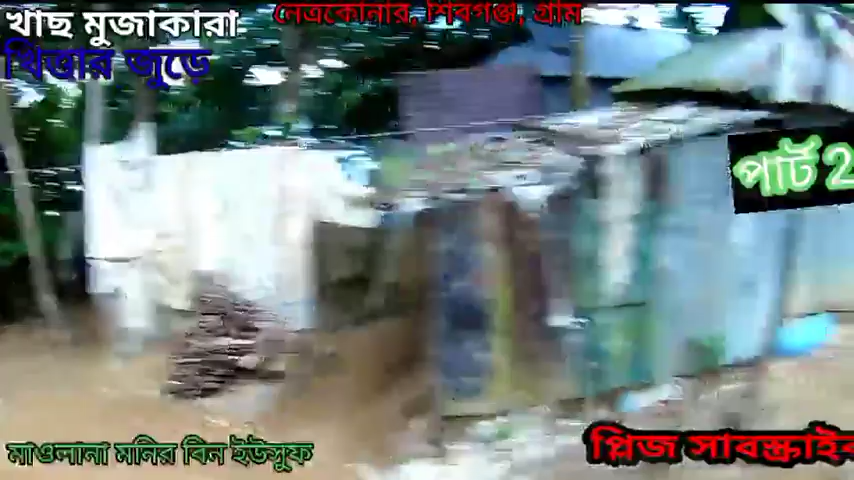 খাছ মুজাকারা
নেত্রকোনার, শিবগঞ্জ, গ্রাম
খিত্তার জুড়ে
পার্ট 2
মাওলানা মনির বিন ইউসুফ
প্লিজ সাবস্ক্রাইব